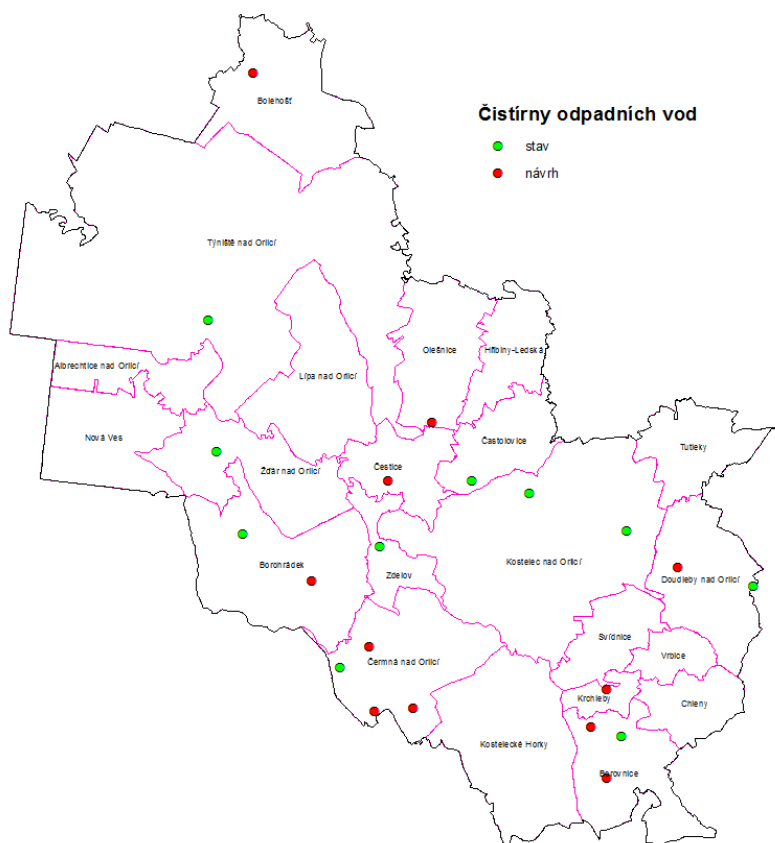 Bolehošť
Čistírny odpadních vod
stav
návrh
Týniště nad Orlicí
Olešnice
Hřibiny-Ledská
Albrechtice nad Orlicí
Lípa nad Orlicí
Nová Ves
Častolovice
Tutleky
Žďár nad Orlicí
Čestice
Borohrádek
Zdelov
Kostelec nad Orlicí
Doudleby nad Orlicí
Svídnice
Vrbice
Čermná nad Orlicí
Krchleby
Chleny
Kostelecké Horky
Borovnice